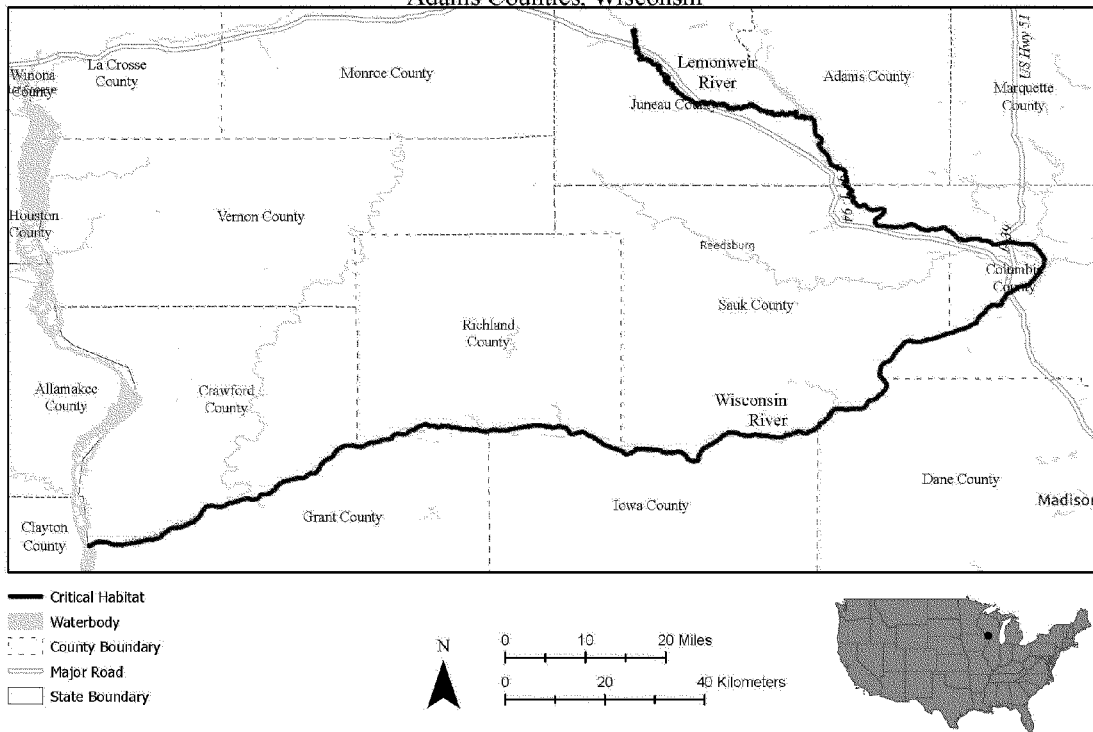 Adams Counties, Wisconsin
US Hwy 51
La Crosse
County
Winona
County
La Crosse
Monroe County
Lemonweir
River
Adams County
Marquette
County
Juneau County
Houston
County
Vernon County
Reedsburg
Columbia
County
Sauk County
Richland
County
Allamakee
County
Crawford
County
Wisconsin
River
Dane County
Madison
Iowa County
Grant County
Clayton
County
Critical Habitat
Waterbody
County Boundary
Major Road
State Boundary
N
0 10 20 Miles
0 20 40 Kilometers